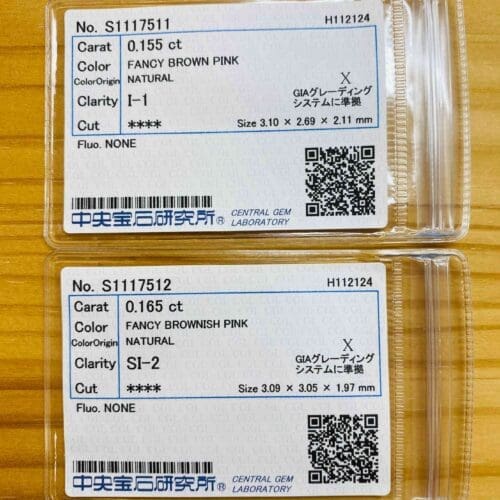 No. S1117511 H112124
Carat 0.155 ct
Color FANCY BROWN PINK
ColorOrigin NATURAL X
Clarity I-1 GIAグレーディング
システムに準拠
Cut **** Size 3.10 × 2.69 × 2.11 mm
Fluo. NONE
中央宝石研究所® CENTRAL GEM
LABORATORY
No. S1117512 H112124
Carat 0.165 ct
Color FANCY BROWNISH PINK
ColorOrigin NATURAL X
Clarity SI-2 GIAグレーディング
システムに準拠
Cut **** Size 3.09 × 3.05 × 1.97 mm
Fluo. NONE
中央宝石研究所® CENTRAL GEM
LABORATORY